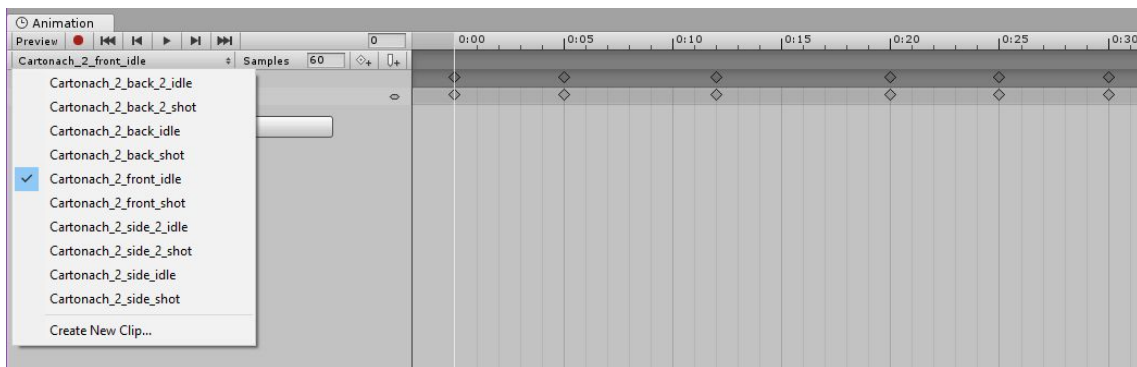 Animation
Preview 0 0:00 0:05 0:10 0:15 0:20 0:25 0:30
Cartonach_2_front_idle Samples 60
Cartonach_2_back_2_idle
Cartonach_2_back_2_shot
Cartonach_2_back_idle
Cartonach_2_back_shot
Cartonach_2_front_idle
Cartonach_2_front_shot
Cartonach_2_side_2_idle
Cartonach_2_side_2_shot
Cartonach_2_side_idle
Cartonach_2_side_shot
Create New Clip...